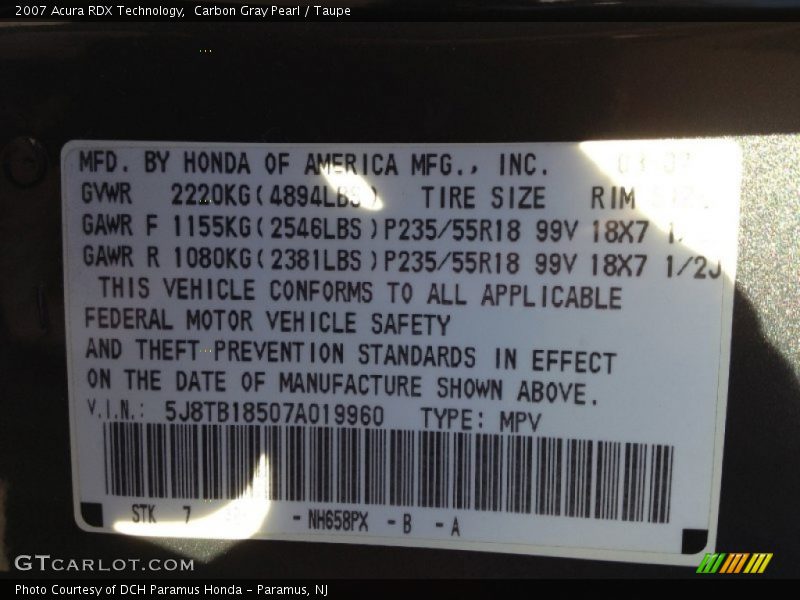 2007 Acura RDX Technology, Carbon Gray Pearl / Taupe
MFD. BY HONDA OF AMERICA MFG., INC.
GVWR 2220KG(4894LBS) TIRE SIZE RIM SIZE
GAWR F 1155KG(2546LBS)P235/55R18 99V 18X7
GAWR R 1080KG(2381LBS)P235/55R18 99V 18X7 1/2J
THIS VEHICLE CONFORMS TO ALL APPLICABLE
FEDERAL MOTOR VEHICLE SAFETY
AND THEFT PREVENTION STANDARDS IN EFFECT
ON THE DATE OF MANUFACTURE SHOWN ABOVE.
V.I.N.: 5J8TB18507A019960 TYPE: MPV
STK 7 - NH658PX - B - A
GTCARLOT.COM
Photo Courtesy of DCH Paramus Honda - Paramus, NJ